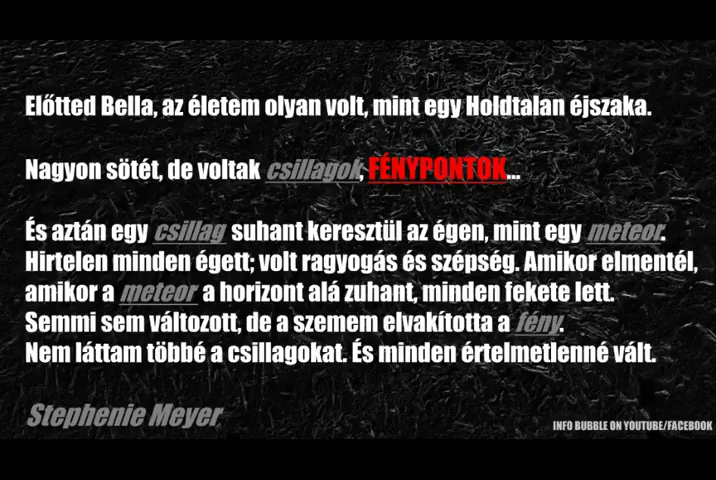 Előtted Bella, az életem olyan volt, mint egy Holdtalan éjszaka.
Nagyon sötét, de voltak csillagok, FÉNYPONTOK...
És aztán egy csillag suhant keresztül az égen, mint egy meteor.
Hirtelen minden égett; volt ragyogás és szépség. Amikor elmentél,
amikor a meteor a horizont alá zuhant, minden fekete lett.
Semmi sem változott, de a szemem elvakította a fény.
Nem láttam többé a csillagokat. És minden értelmetlenné vált.
Stephenie Meyer
INFO BUBBLE ON YOUTUBE/FACEBOOK